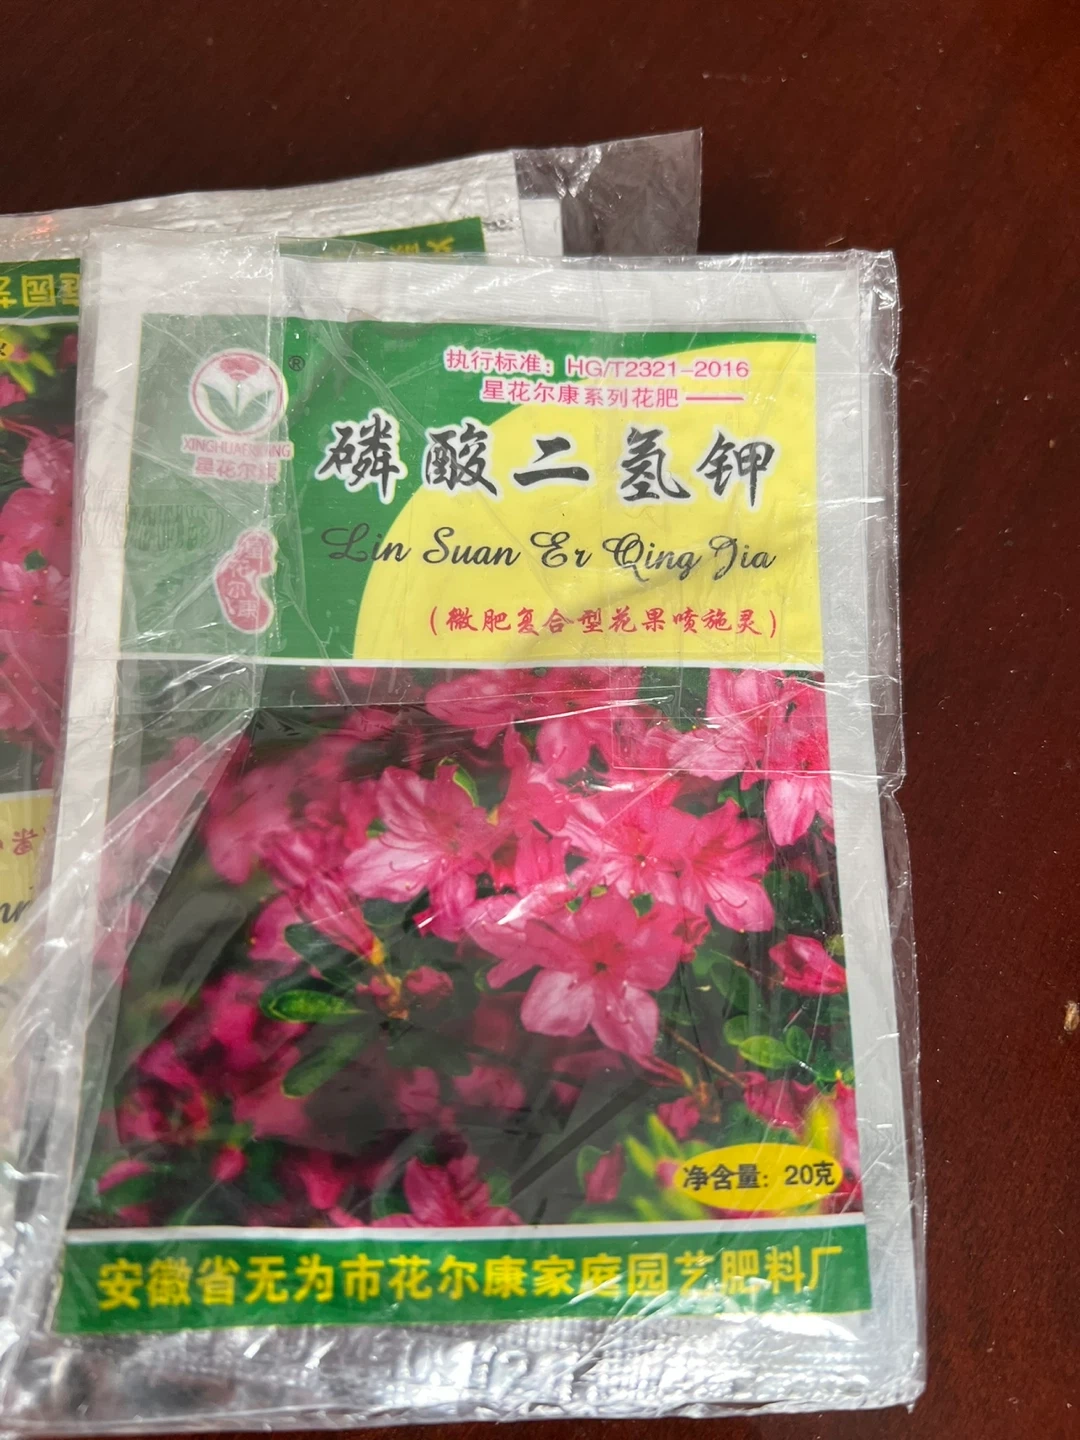 执行标准：HG/T2321-2016
星花尔康系列花肥——
®
星花尔康
磷酸二氢钾
Lin Suan Er Qing Jia
(微肥复合型花果喷施灵)
净含量：20克
安徽省无为市花尔康家庭园艺肥料厂
庭园艺